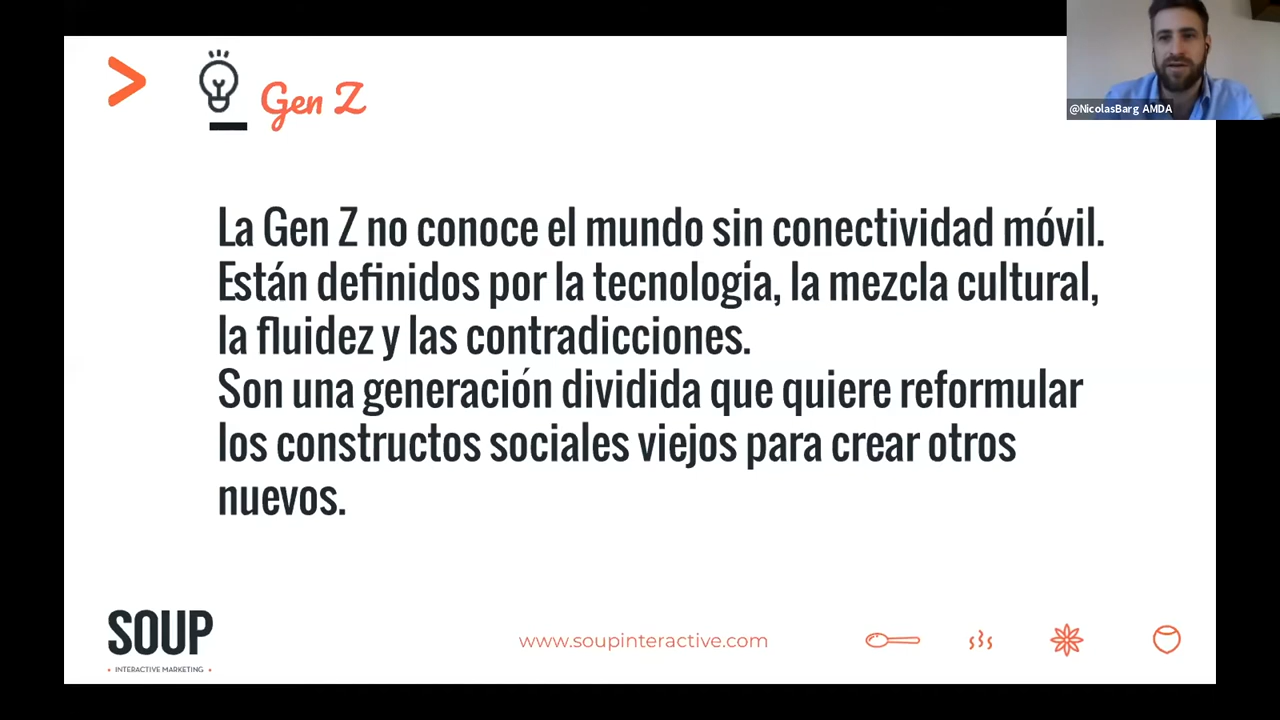 Gen Z
@NicolasBarg AMDA
La Gen Z no conoce el mundo sin conectividad móvil.
Están definidos por la tecnología, la mezcla cultural,
la fluidez y las contradicciones.
Son una generación dividida que quiere reformular
los constructos sociales viejos para crear otros
nuevos.
SOUP
• INTERACTIVE MARKETING •
www.soupinteractive.com